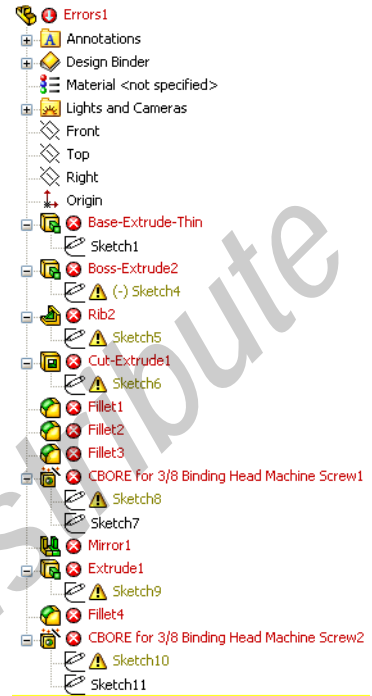 Errors1
Annotations
Design Binder
Material <not specified>
Lights and Cameras
Front
Top
Right
Origin
Base-Extrude-Thin
Sketch1
Boss-Extrude2
(-) Sketch4
Rib2
Sketch5
Cut-Extrude1
Sketch6
Fillet1
Fillet2
Fillet3
CBORE for 3/8 Binding Head Machine Screw1
Sketch8
Sketch7
Mirror1
Extrude1
Sketch9
Fillet4
CBORE for 3/8 Binding Head Machine Screw2
Sketch10
Sketch11
stribute